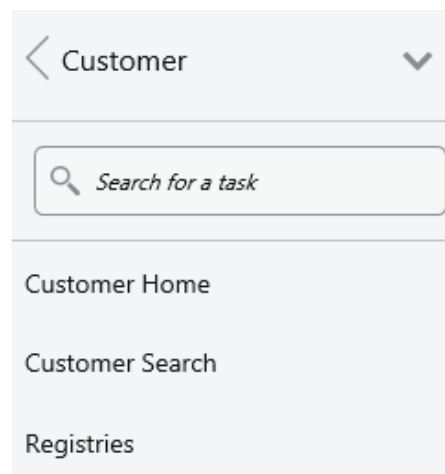 Customer
Search for a task
Customer Home
Customer Search
Registries